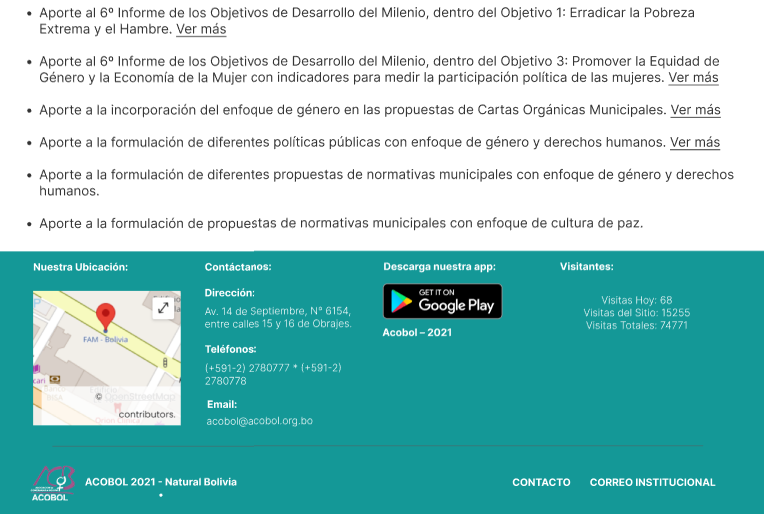 • Aporte al 6º Informe de los Objetivos de Desarrollo del Milenio, dentro del Objetivo 1: Erradicar la Pobreza
Extrema y el Hambre. Ver más
• Aporte al 6º Informe de los Objetivos de Desarrollo del Milenio, dentro del Objetivo 3: Promover la Equidad de
Género y la Economía de la Mujer con indicadores para medir la participación política de las mujeres. Ver más
• Aporte a la incorporación del enfoque de género en las propuestas de Cartas Orgánicas Municipales. Ver más
• Aporte a la formulación de diferentes políticas públicas con enfoque de género y derechos humanos. Ver más
• Aporte a la formulación de diferentes propuestas de normativas municipales con enfoque de género y derechos
humanos.
• Aporte a la formulación de propuestas de normativas municipales con enfoque de cultura de paz.
Nuestra Ubicación:
FAM - Bolivia
© OpenStreetMap
contributors.
Contáctanos:
Dirección:
Av. 14 de Septiembre, N° 6154,
entre calles 15 y 16 de Obrajes.
Teléfonos:
(+591-2) 2780777 * (+591-2)
2780778
Email:
acobol@acobol.org.bo
Descarga nuestra app:
GET IT ON
Google Play
Acobol – 2021
Visitantes:
Visitas Hoy: 68
Visitas del Sitio: 15255
Visitas Totales: 74771
ACOBOL
ACOBOL 2021 - Natural Bolivia
CONTACTO
CORREO INSTITUCIONAL